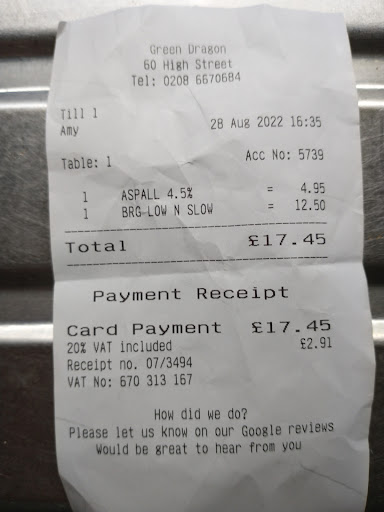 Green Dragon
60 High Street
Tel: 0208 6670684
Till 1
Amy
28 Aug 2022 16:35
Table: 1
Acc No: 5739
1 ASPALL 4.5% = 4.95
1 BRG LOW N SLOW = 12.50
Total £17.45
Payment Receipt
Card Payment £17.45
20% VAT included £2.91
Receipt no. 07/3494
VAT No: 670 313 167
How did we do?
Please let us know on our Google reviews
Would be great to hear from you